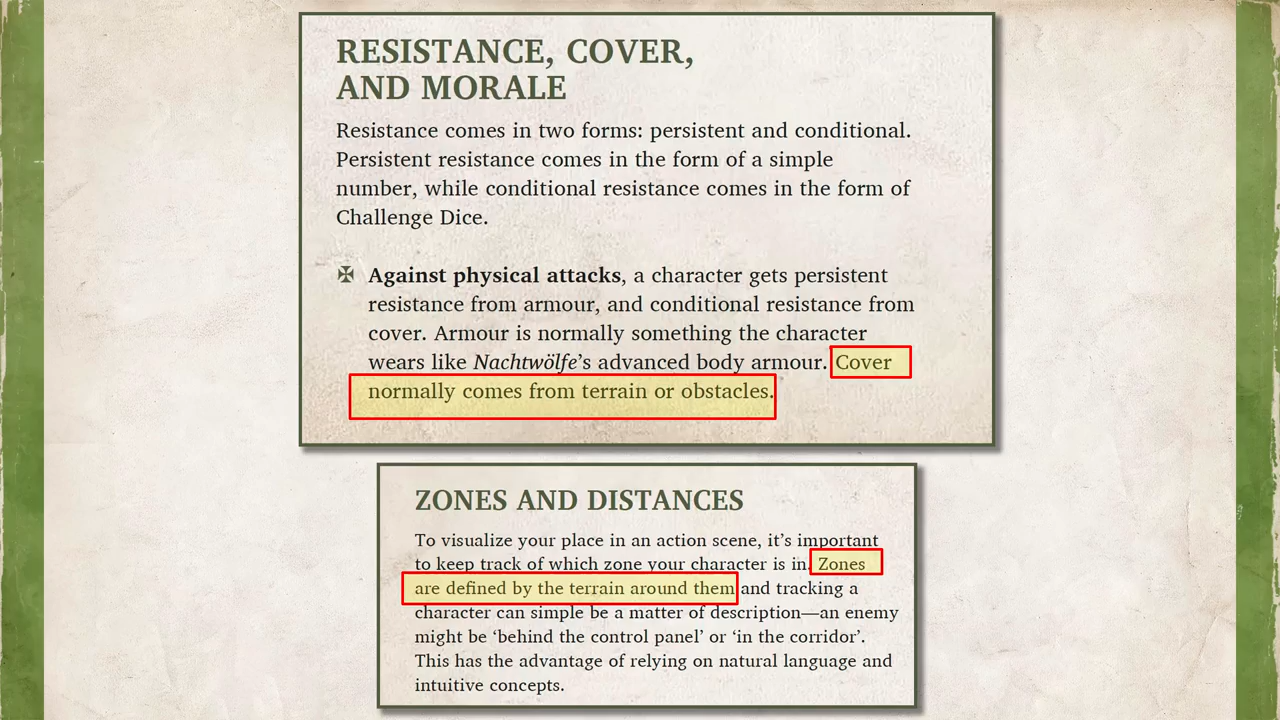 RESISTANCE, COVER,
AND MORALE
Resistance comes in two forms: persistent and conditional.
Persistent resistance comes in the form of a simple
number, while conditional resistance comes in the form of
Challenge Dice.
✠ Against physical attacks, a character gets persistent
resistance from armour, and conditional resistance from
cover. Armour is normally something the character
wears like Nachtwölfe’s advanced body armour. Cover
normally comes from terrain or obstacles.
ZONES AND DISTANCES
To visualize your place in an action scene, it’s important
to keep track of which zone your character is in. Zones
are defined by the terrain around them and tracking a
character can simple be a matter of description—an enemy
might be ‘behind the control panel’ or ‘in the corridor’.
This has the advantage of relying on natural language and
intuitive concepts.